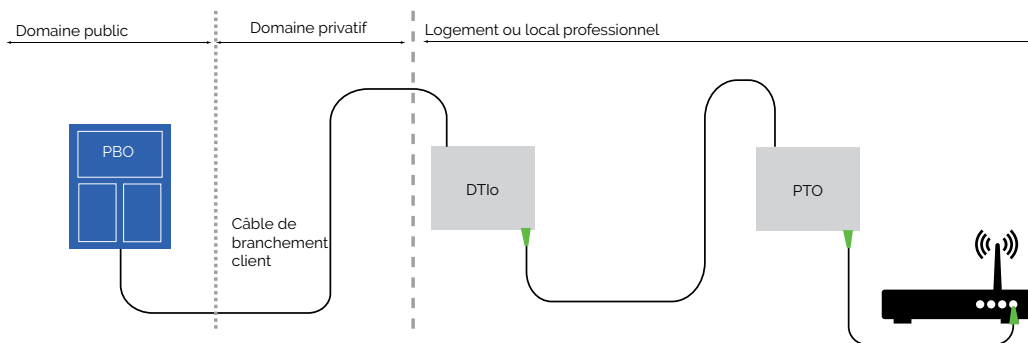 Domaine public
Domaine privatif
Logement ou local professionnel
PBO
DTIo
PTO
Câble de
branchement
client